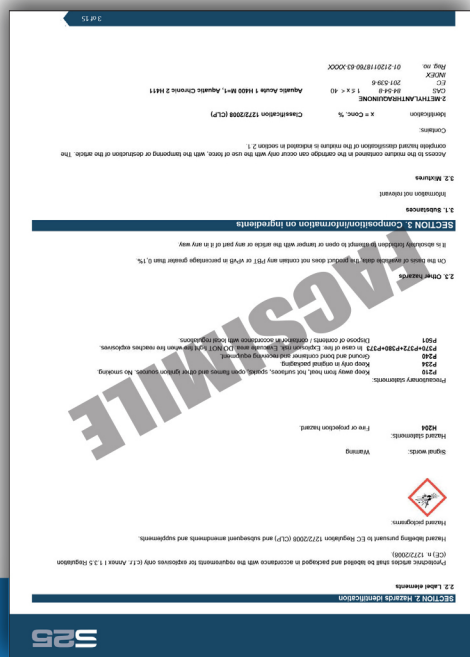 S25
SECTION 2. Hazards identification
2.2. Label elements
Pyrotechnic articles shall be labelled and packaged in accordance with the requirements for explosives only (c.f.r. Annex I 1.3.5 Regulation
(CE) n. 1272/2008)
Hazard labelling pursuant to EC Regulation 1272/2008 (CLP) and subsequent amendments and supplements.
Hazard pictograms:
Signal words: Warning
Hazard statements:
H204 Fire or projection hazard.
Precautionary statements:
P210 Keep away from heat, hot surfaces, sparks, open flames and other ignition sources. No smoking.
P234 Keep only in original packaging.
P240 Ground and bond container and receiving equipment.
P370+P372+P380+P373 In case of fire: Explosion risk. Evacuate area. DO NOT fight fire when fire reaches explosives.
P501 Dispose of contents / container in accordance with local regulations.
FACSIMILE
2.3. Other hazards
On the basis of available data, the product does not contain any PBT or vPvB in percentage greater than 0,1%.
It is absolutely forbidden to attempt to open or tamper with the article or any part of it in any way
SECTION 3. Composition/information on ingredients
3.1. Substances
Information not relevant
3.2. Mixtures
Access to the mixture contained in the cartridge can occur only with the use of force, with the tampering or destruction of the article. The
complete hazard classification of the mixture is indicated in section 2.1.
Contains:
Identification x = Conc. % Classification 1272/2008 (CLP)
2-METHYLANTHRAQUINONE
CAS 84-54-8 1 ≤ x < 40 Aquatic Acute 1 H400 M=1, Aquatic Chronic 2 H411
EC 201-539-6
INDEX
Reg. no. 01-2120118760-63-XXXX
3 of 15